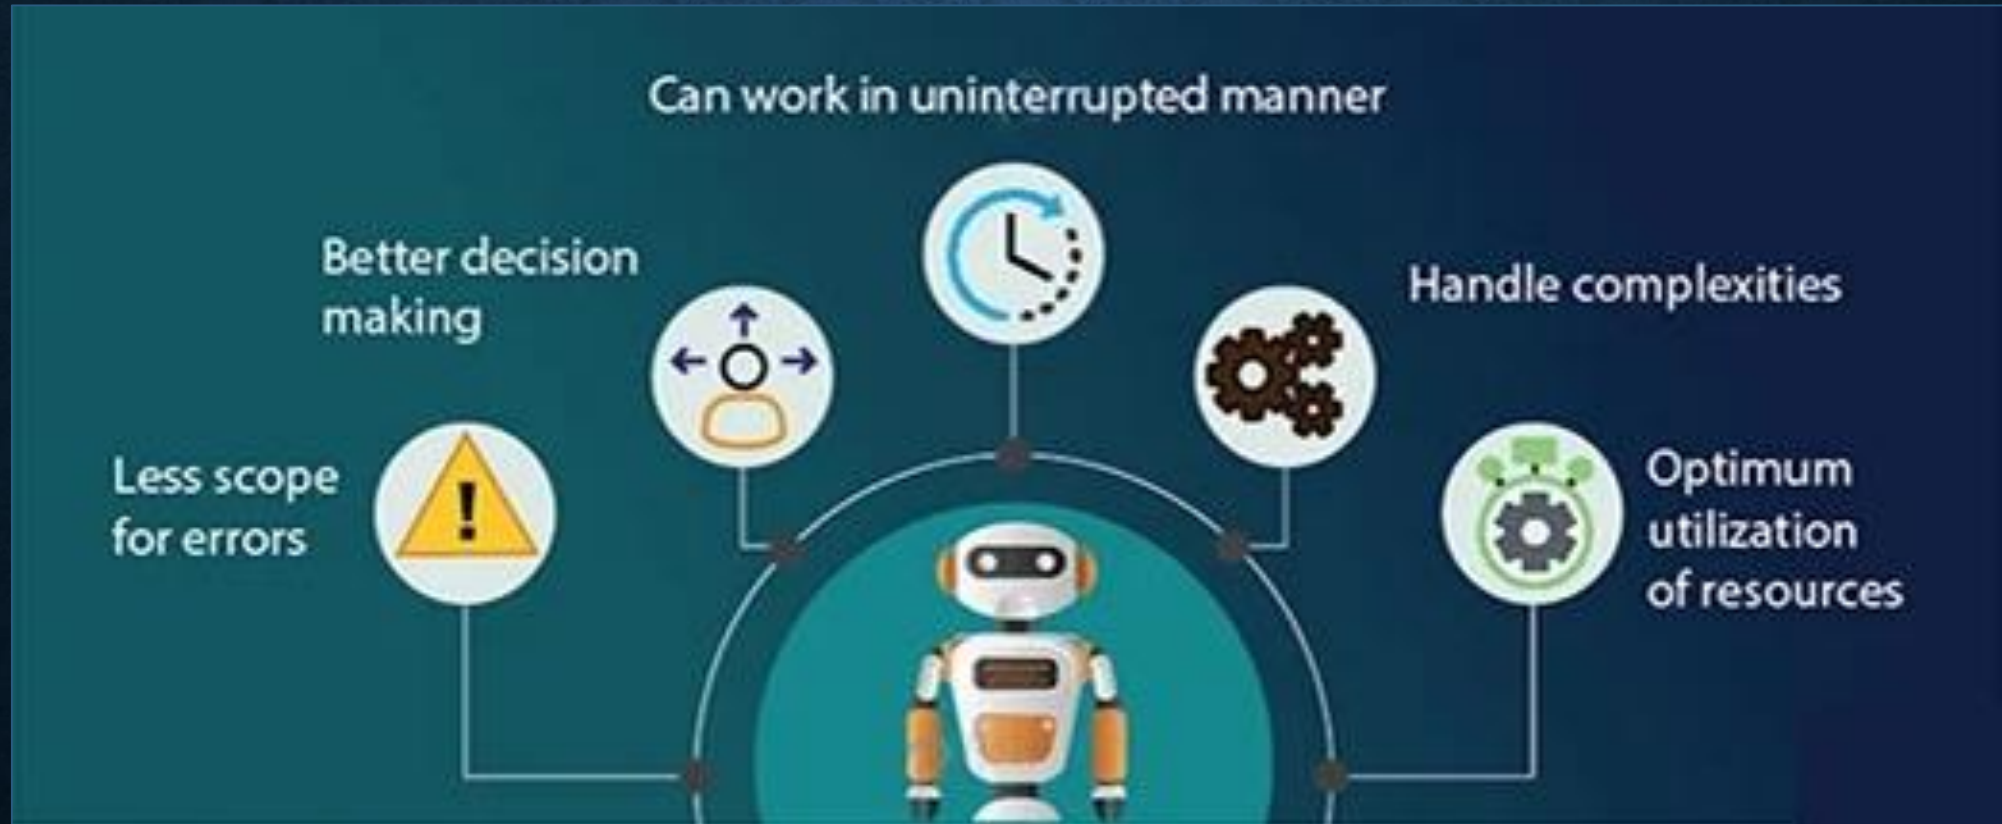 Can work in uninterrupted manner
Better decision
making
Handle complexities
Less scope
for errors
Optimum
utilization
of resources